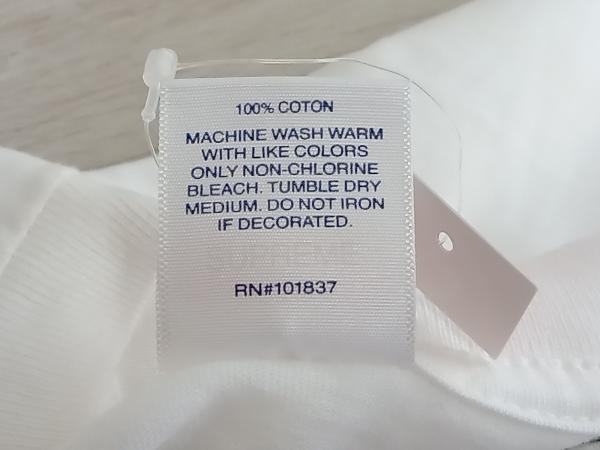 100% COTON
MACHINE WASH WARM
WITH LIKE COLORS
ONLY NON-CHLORINE
BLEACH. TUMBLE DRY
MEDIUM. DO NOT IRON
IF DECORATED.
RN#101837